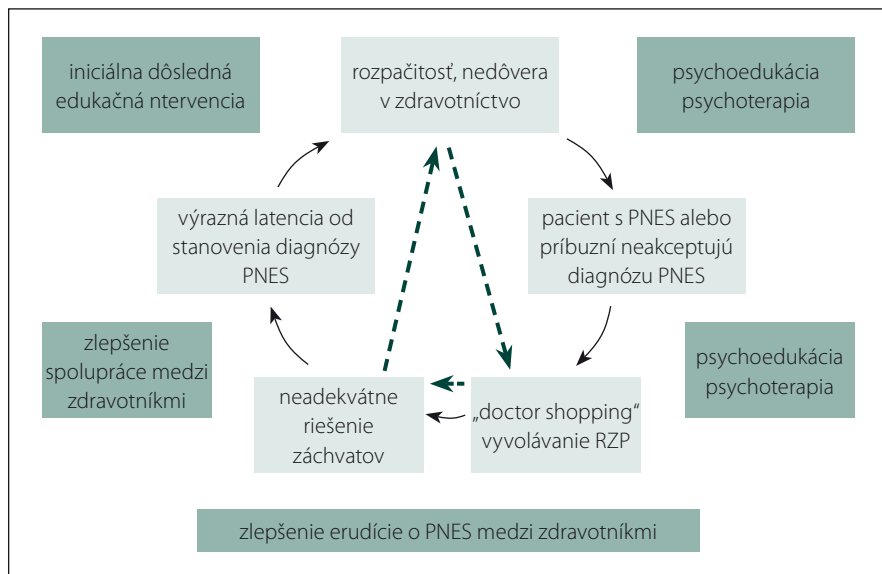 iniciálna dôsledná
edukačná ntervencia
rozpačitosť, nedôvera
v zdravotníctvo
psychoedukácia
psychoterapia
výrazná latencia od
stanovenia diagnózy
PNES
pacient s PNES alebo
príbuzní neakceptujú
diagnózu PNES
zlepšenie
spolupráce medzi
zdravotníkmi
neadekvátne
riešenie
záchvatov
„doctor shopping“
vyvolávanie RZP
psychoedukácia
psychoterapia
zlepšenie erudície o PNES medzi zdravotníkmi